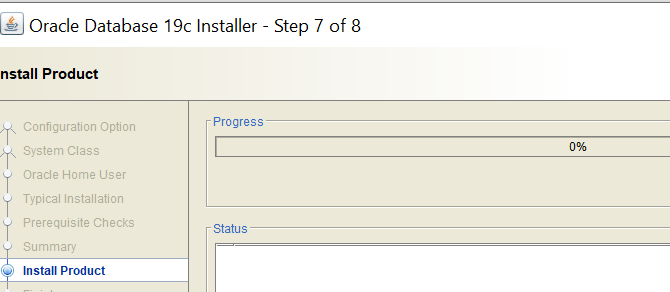 Oracle Database 19c Installer - Step 7 of 8
nstall Product
Configuration Option
System Class
Oracle Home User
Typical Installation
Prerequisite Checks
Summary
Install Product
Progress
0%
Status